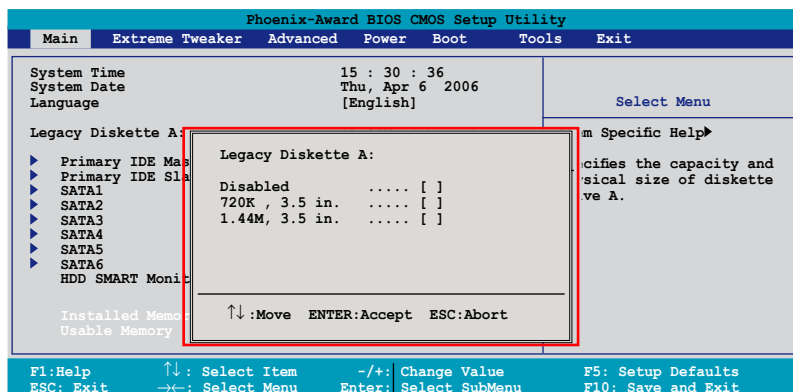 Phoenix-Award BIOS CMOS Setup Utility
Main Extreme Tweaker Advanced Power Boot Tools Exit
System Time 15 : 30 : 36
System Date Thu, Apr 6 2006
Language [English]
Legacy Diskette A:
Primary IDE Mas
Primary IDE Sla
SATA1
SATA2
SATA3
SATA4
SATA5
SATA6
HDD SMART Monit
Installed Memo
Usable Memory
Legacy Diskette A:
Disabled ..... [ ]
720K , 3.5 in. ..... [ ]
1.44M, 3.5 in. ..... [ ]
↑↓ :Move ENTER:Accept ESC:Abort
Select Menu
m Specific Help
cifies the capacity and
sical size of diskette
ve A.
F1:Help ↑↓ : Select Item -/+: Change Value F5: Setup Defaults
ESC: Exit →←: Select Menu Enter: Select SubMenu F10: Save and Exit